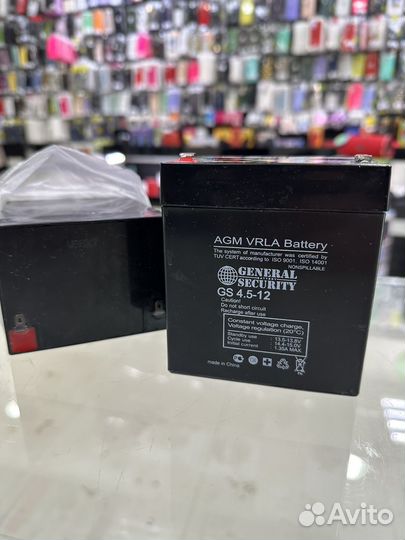 AGM VRLA Battery
The system of manufacture was certified by
TUV CERT according to ISO 9001, ISO 14001
NONSPILLABLE
GENERAL
SECURITY
GS 4.5-12
Caution!
Do not short circuit
Recharge after use
Constant voltage charge,
Voltage regulation (20°C)
Standby use : 13.5-13.8V
Cycle use : 14.4-15.0V
Initial current : 1.35A MAX
made in China
Avito